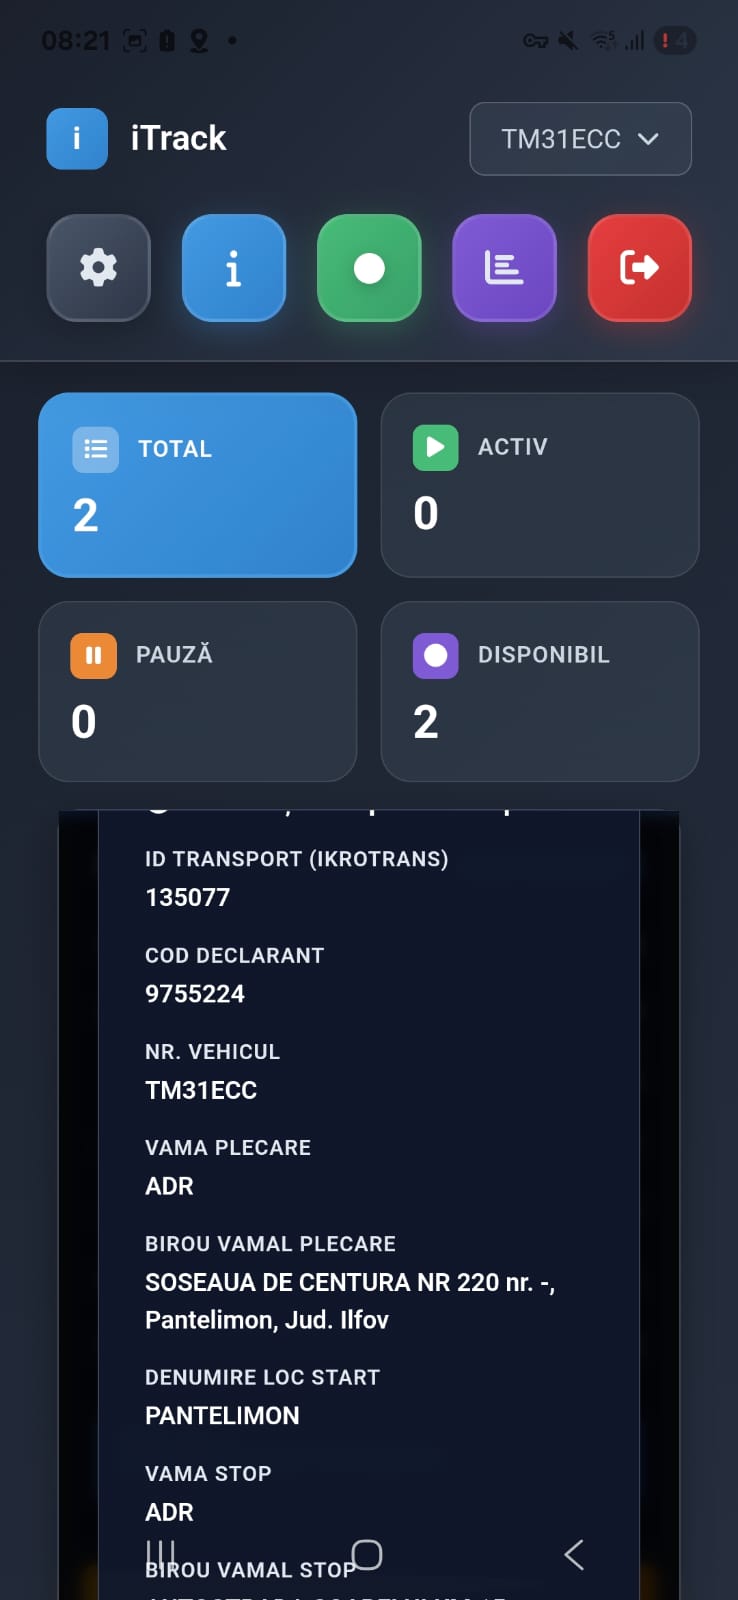 08:21
4
i
iTrack
TM31ECC
TOTAL
2
ACTIV
0
PAUZĂ
0
DISPONIBIL
2
ID TRANSPORT (IKROTRANS)
135077
COD DECLARANT
9755224
NR. VEHICUL
TM31ECC
VAMA PLECARE
ADR
BIROU VAMAL PLECARE
SOSEAUA DE CENTURA NR 220 nr. -,
Pantelimon, Jud. Ilfov
DENUMIRE LOC START
PANTELIMON
VAMA STOP
ADR
BIROU VAMAL STOP